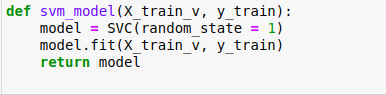 def svm_model(X_train_v, y_train):
    model = SVC(random_state = 1)
    model.fit(X_train_v, y_train)
    return model